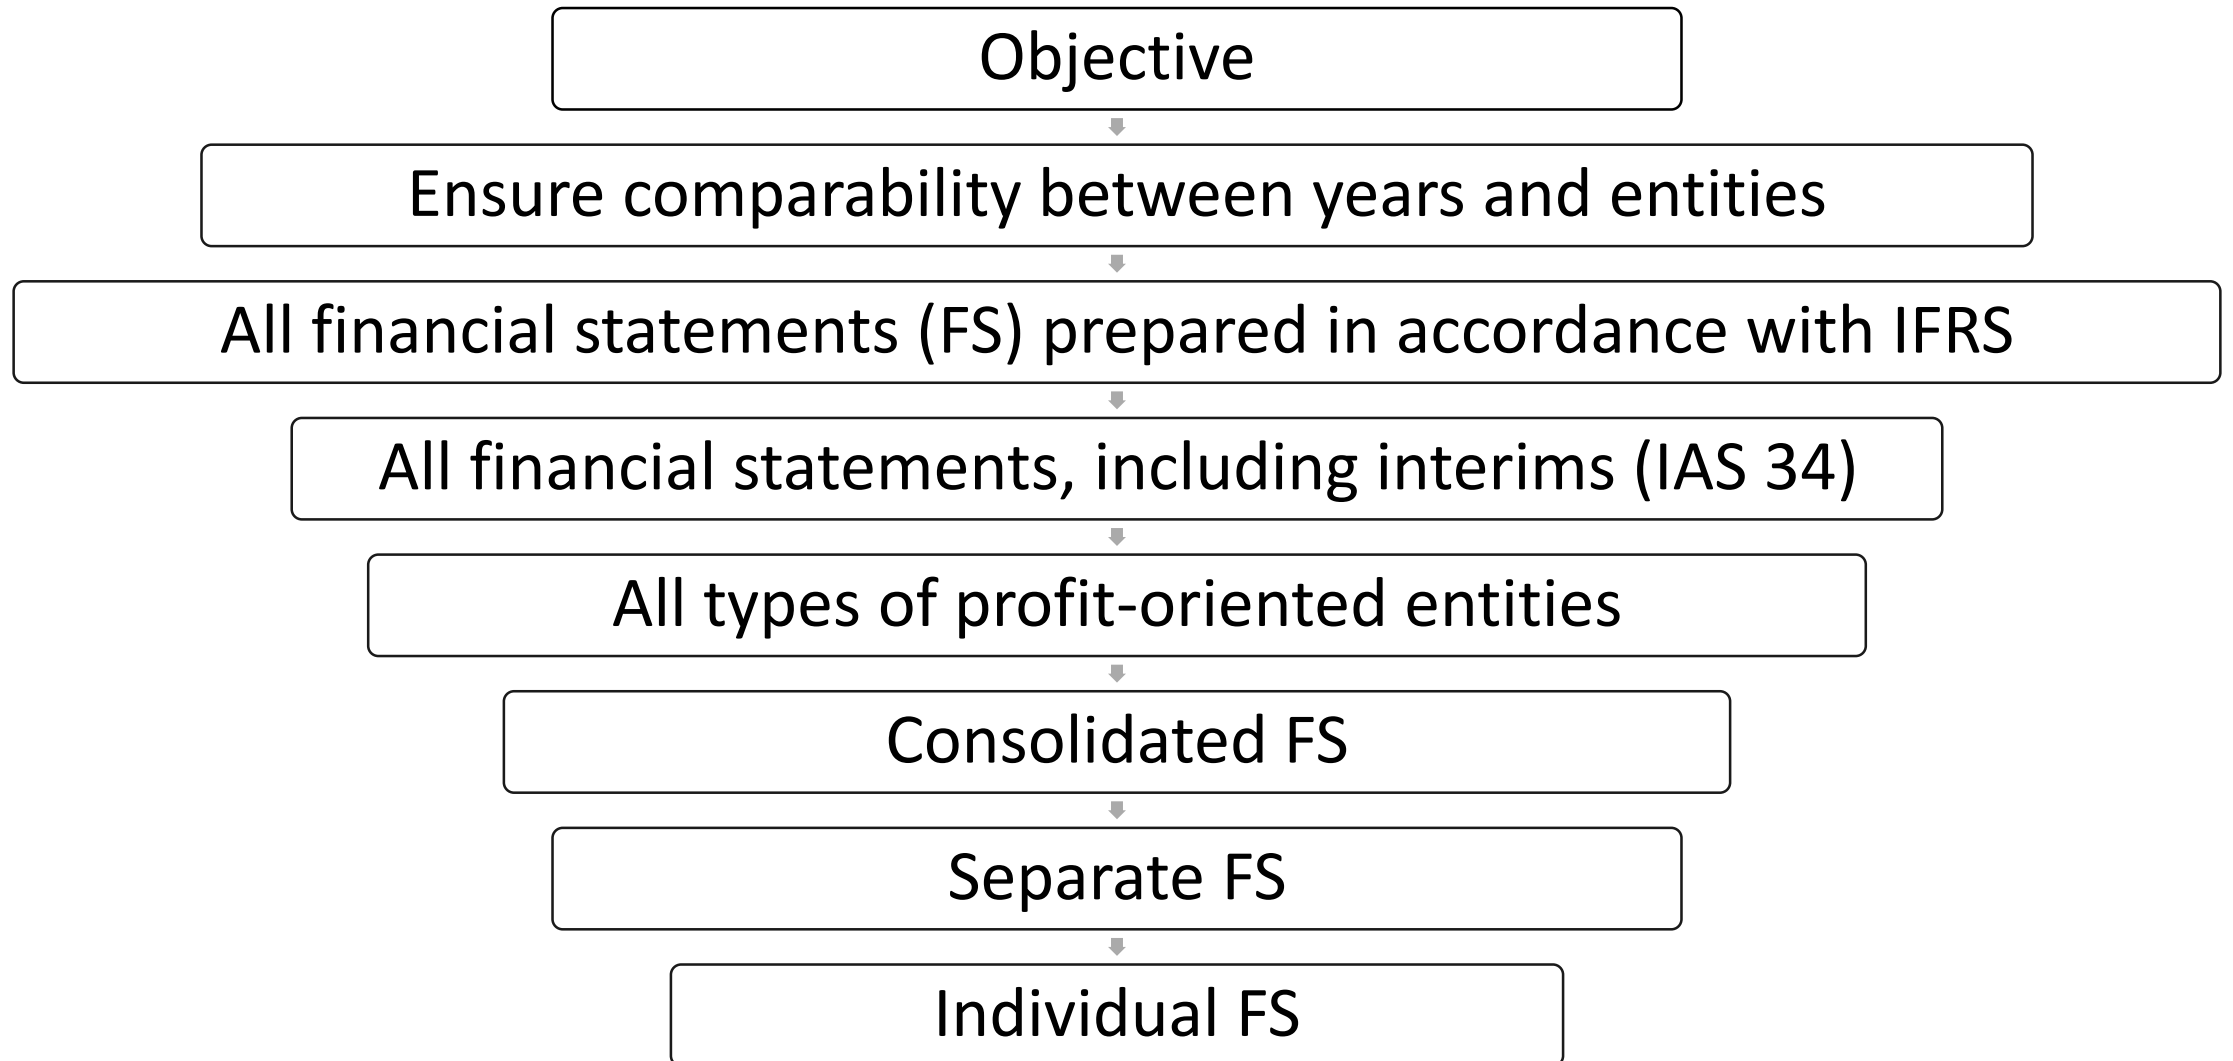 Objective
Ensure comparability between years and entities
All financial statements (FS) prepared in accordance with IFRS
All financial statements, including interims (IAS 34)
All types of profit-oriented entities
Consolidated FS
Separate FS
Individual FS